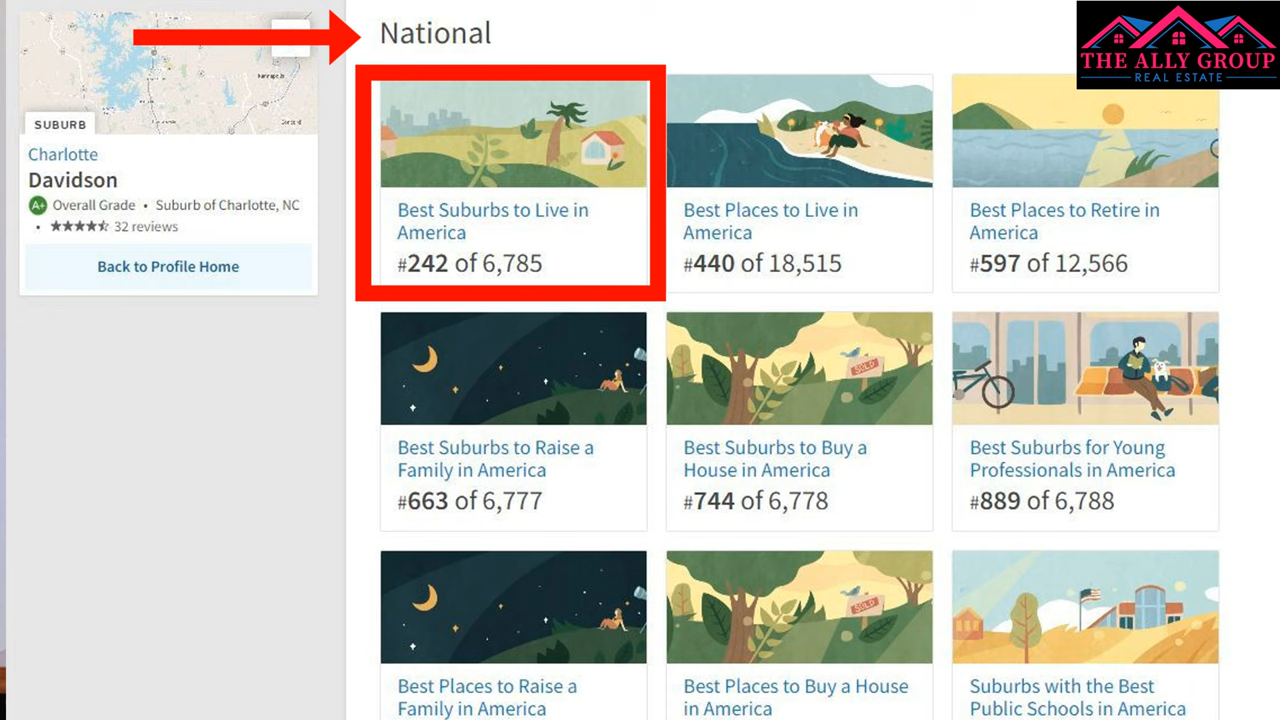 National
THE ALLY GROUP
REAL ESTATE
SUBURB
Charlotte
Davidson
A+ Overall Grade • Suburb of Charlotte, NC
• ★★★★⯪ 32 reviews
Back to Profile Home
Best Suburbs to Live in
America
#242 of 6,785
Best Places to Live in
America
#440 of 18,515
Best Places to Retire in
America
#597 of 12,566
Best Suburbs to Raise a
Family in America
#663 of 6,777
SOLD
Best Suburbs to Buy a
House in America
#744 of 6,778
Best Suburbs for Young
Professionals in America
#889 of 6,788
Best Places to Raise a
Family in America
SOLD
Best Places to Buy a House
in America
Suburbs with the Best
Public Schools in America